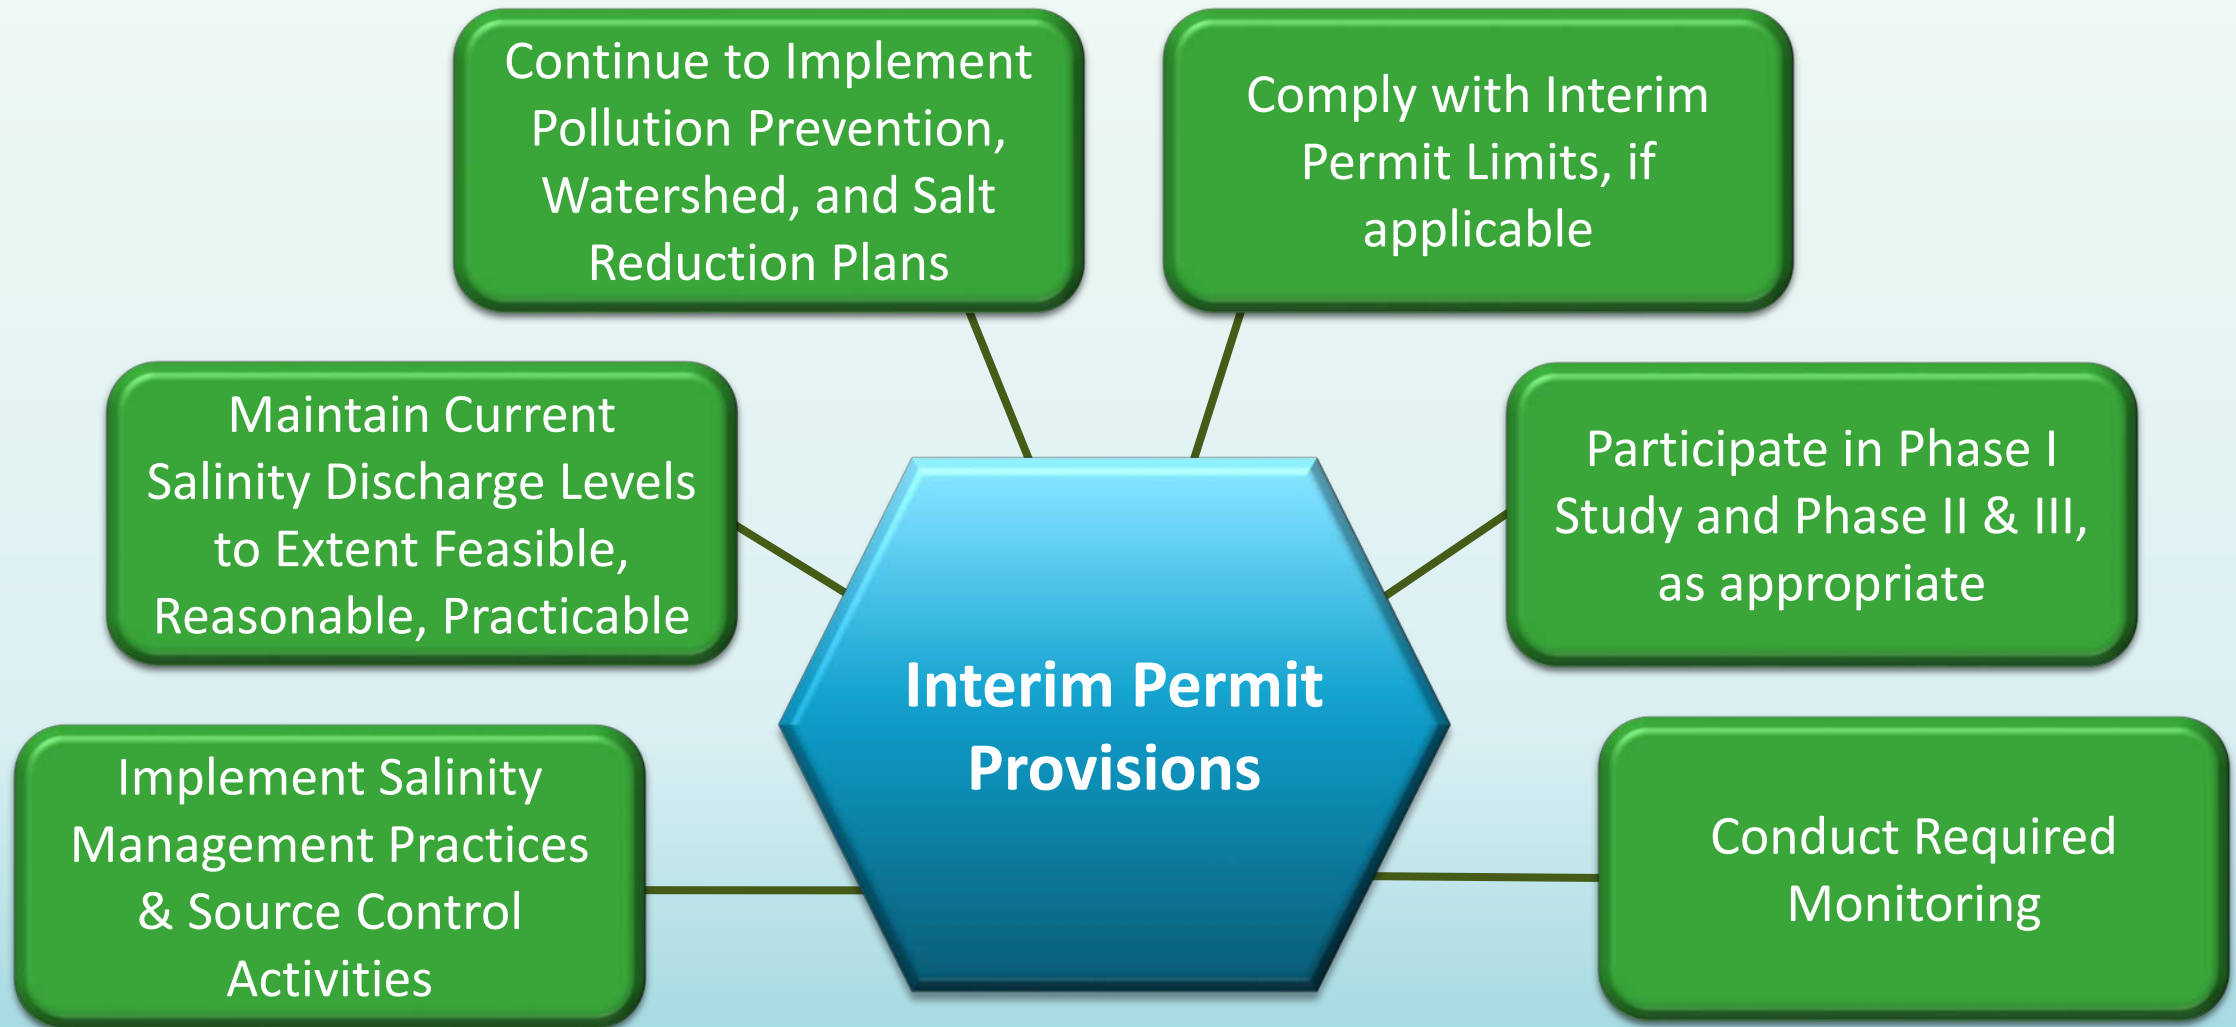 Continue to Implement
Pollution Prevention,
Watershed, and Salt
Reduction Plans
Comply with Interim
Permit Limits, if
applicable
Maintain Current
Salinity Discharge Levels
to Extent Feasible,
Reasonable, Practicable
Participate in Phase I
Study and Phase II & III,
as appropriate
Interim Permit
Provisions
Implement Salinity
Management Practices
& Source Control
Activities
Conduct Required
Monitoring